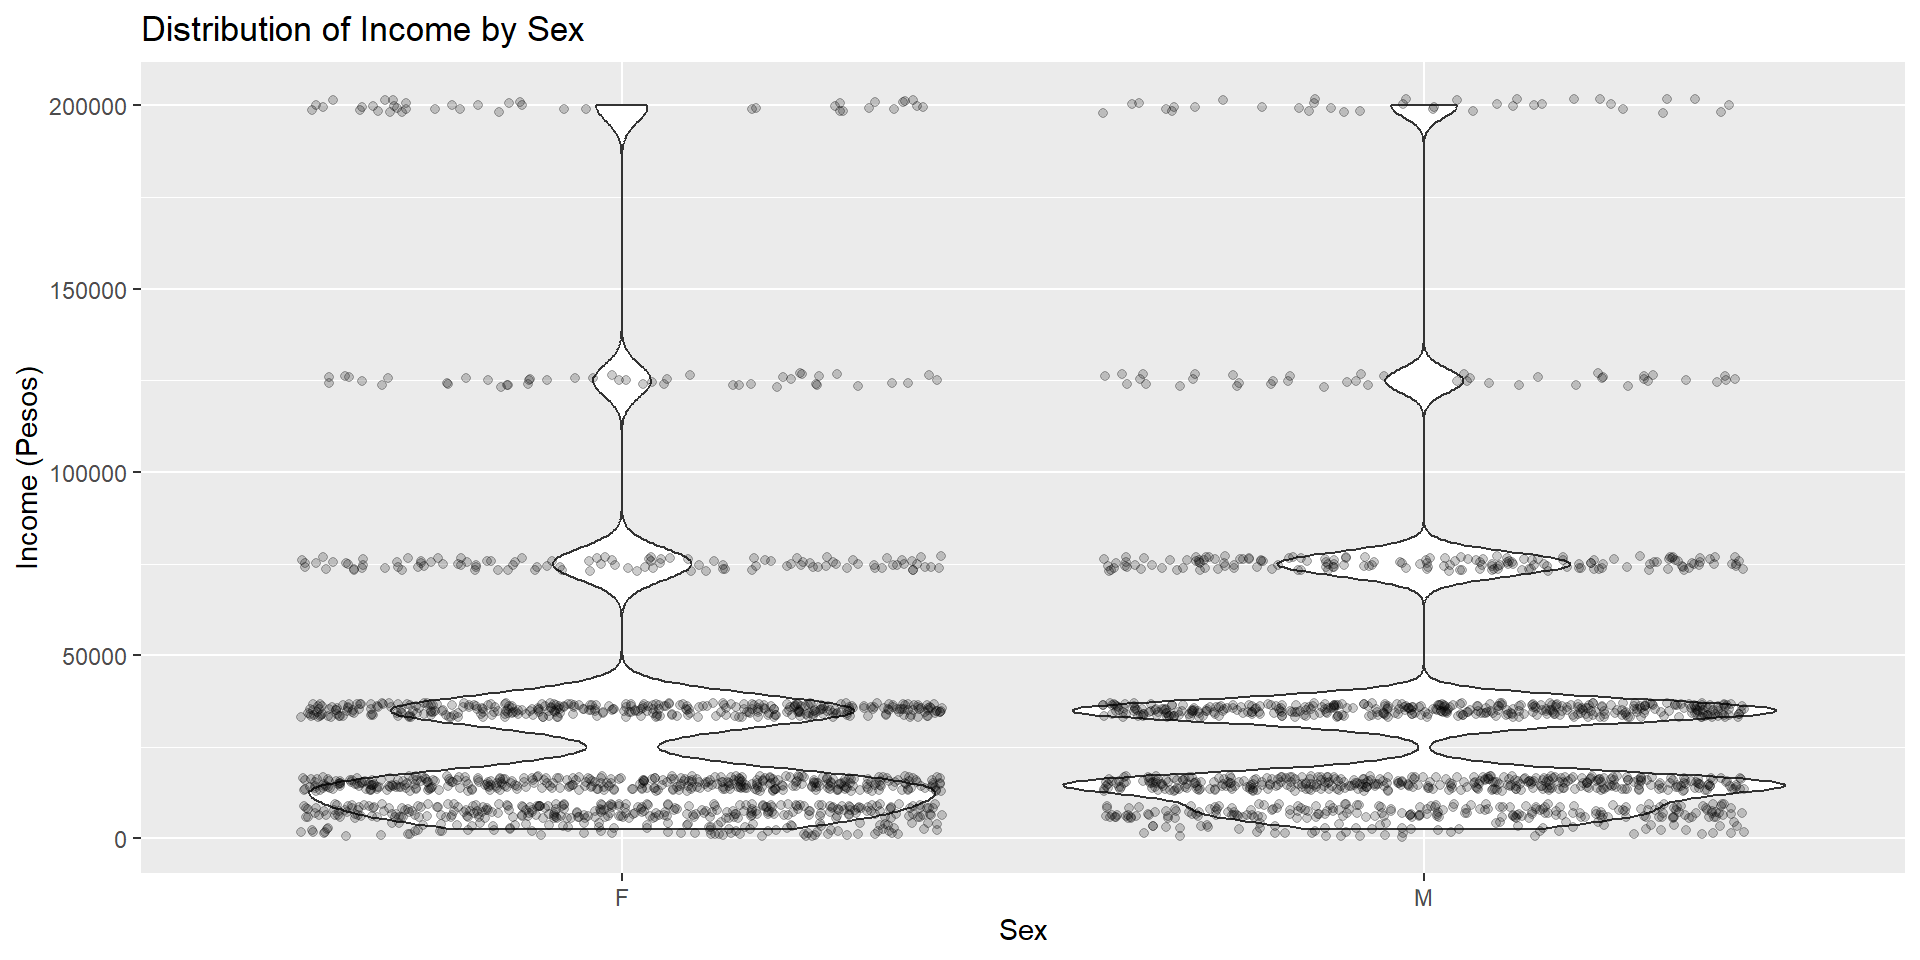 Distribution of Income by Sex
200000
150000
100000
50000
0
Income (Pesos)
F
M
Sex